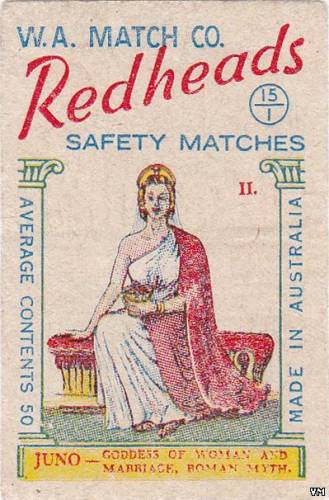 W.A. MATCH CO.
Redheads
15
1
SAFETY MATCHES
II.
AVERAGE CONTENTS 50
MADE IN AUSTRALIA
JUNO — GODDESS OF WOMAN AND
MARRIAGE, ROMAN MYTH.
VM